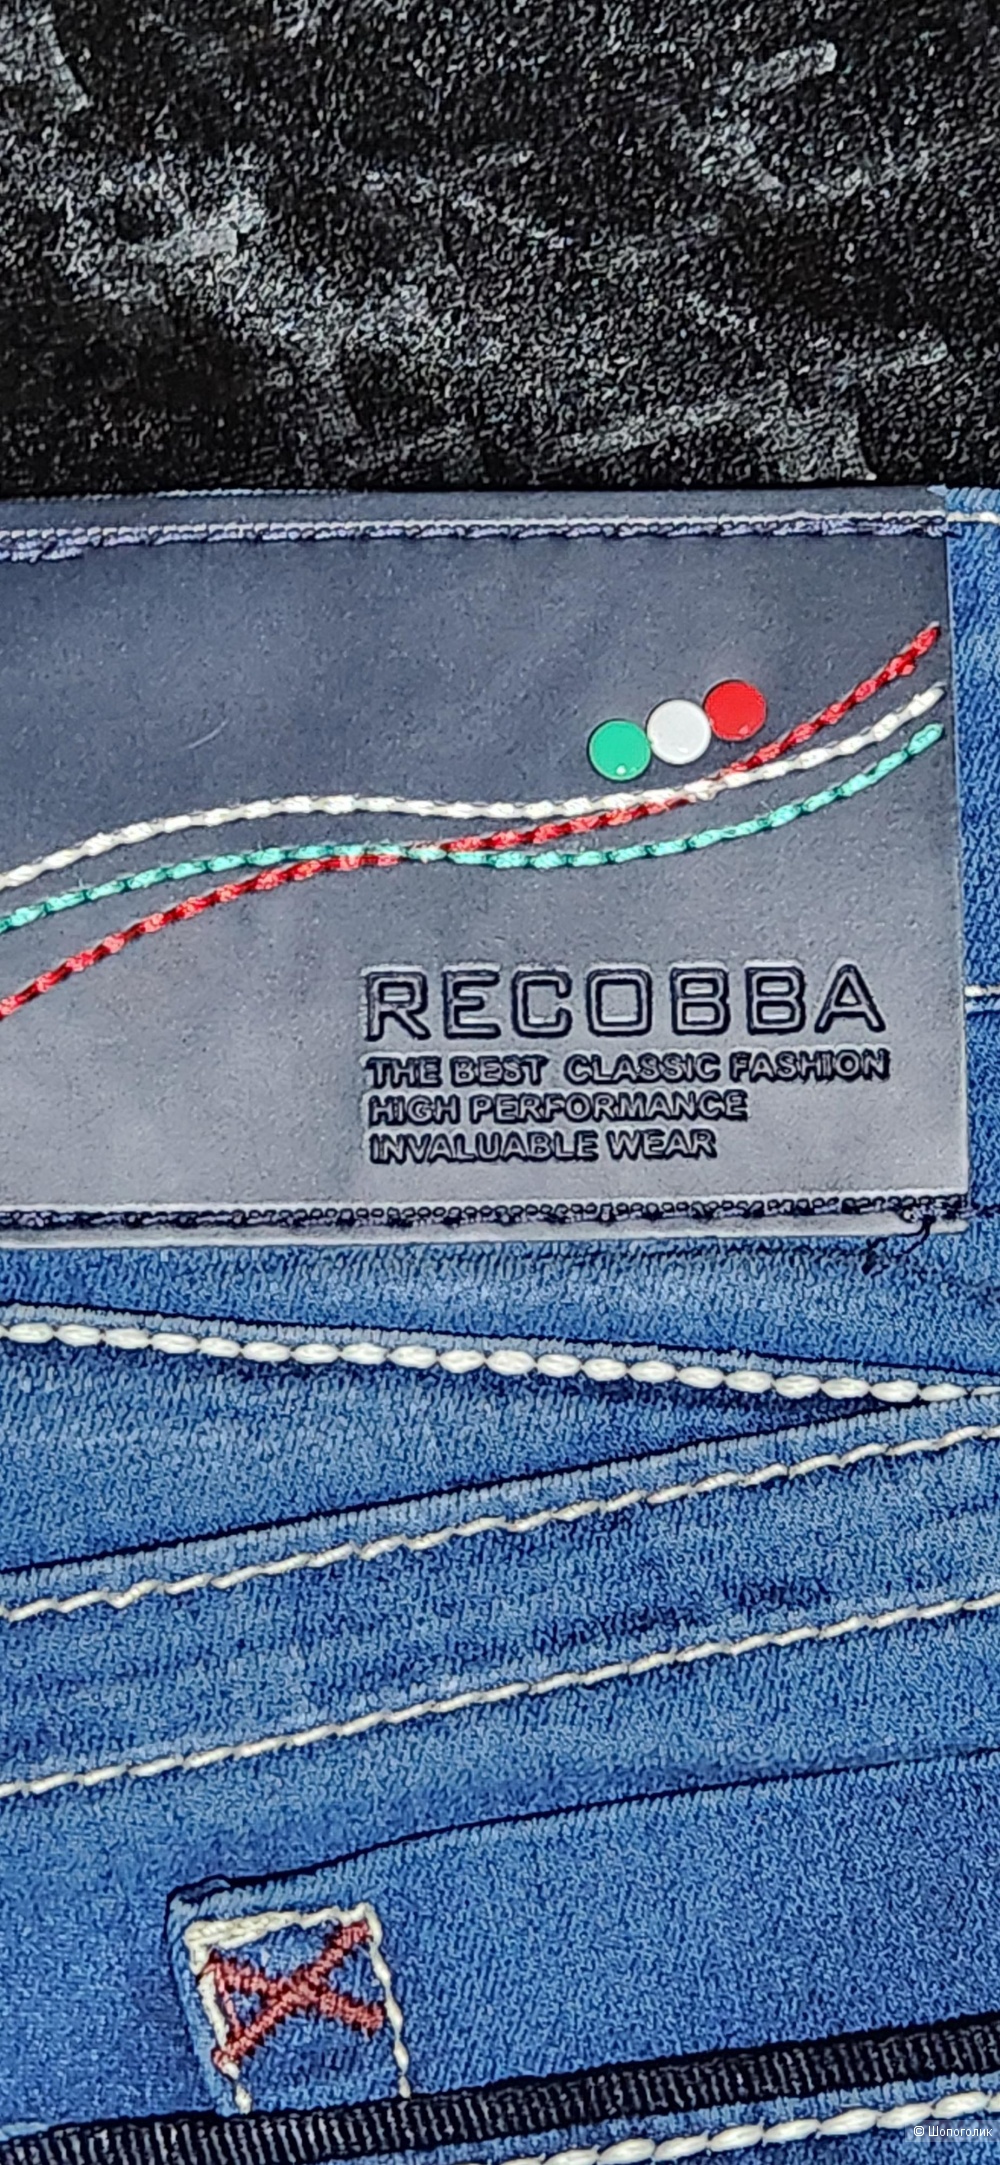 RECOBBA
THE BEST CLASSIC FASHION
HIGH PERFORMANCE
INVALUABLE WEAR
© Шопоголик